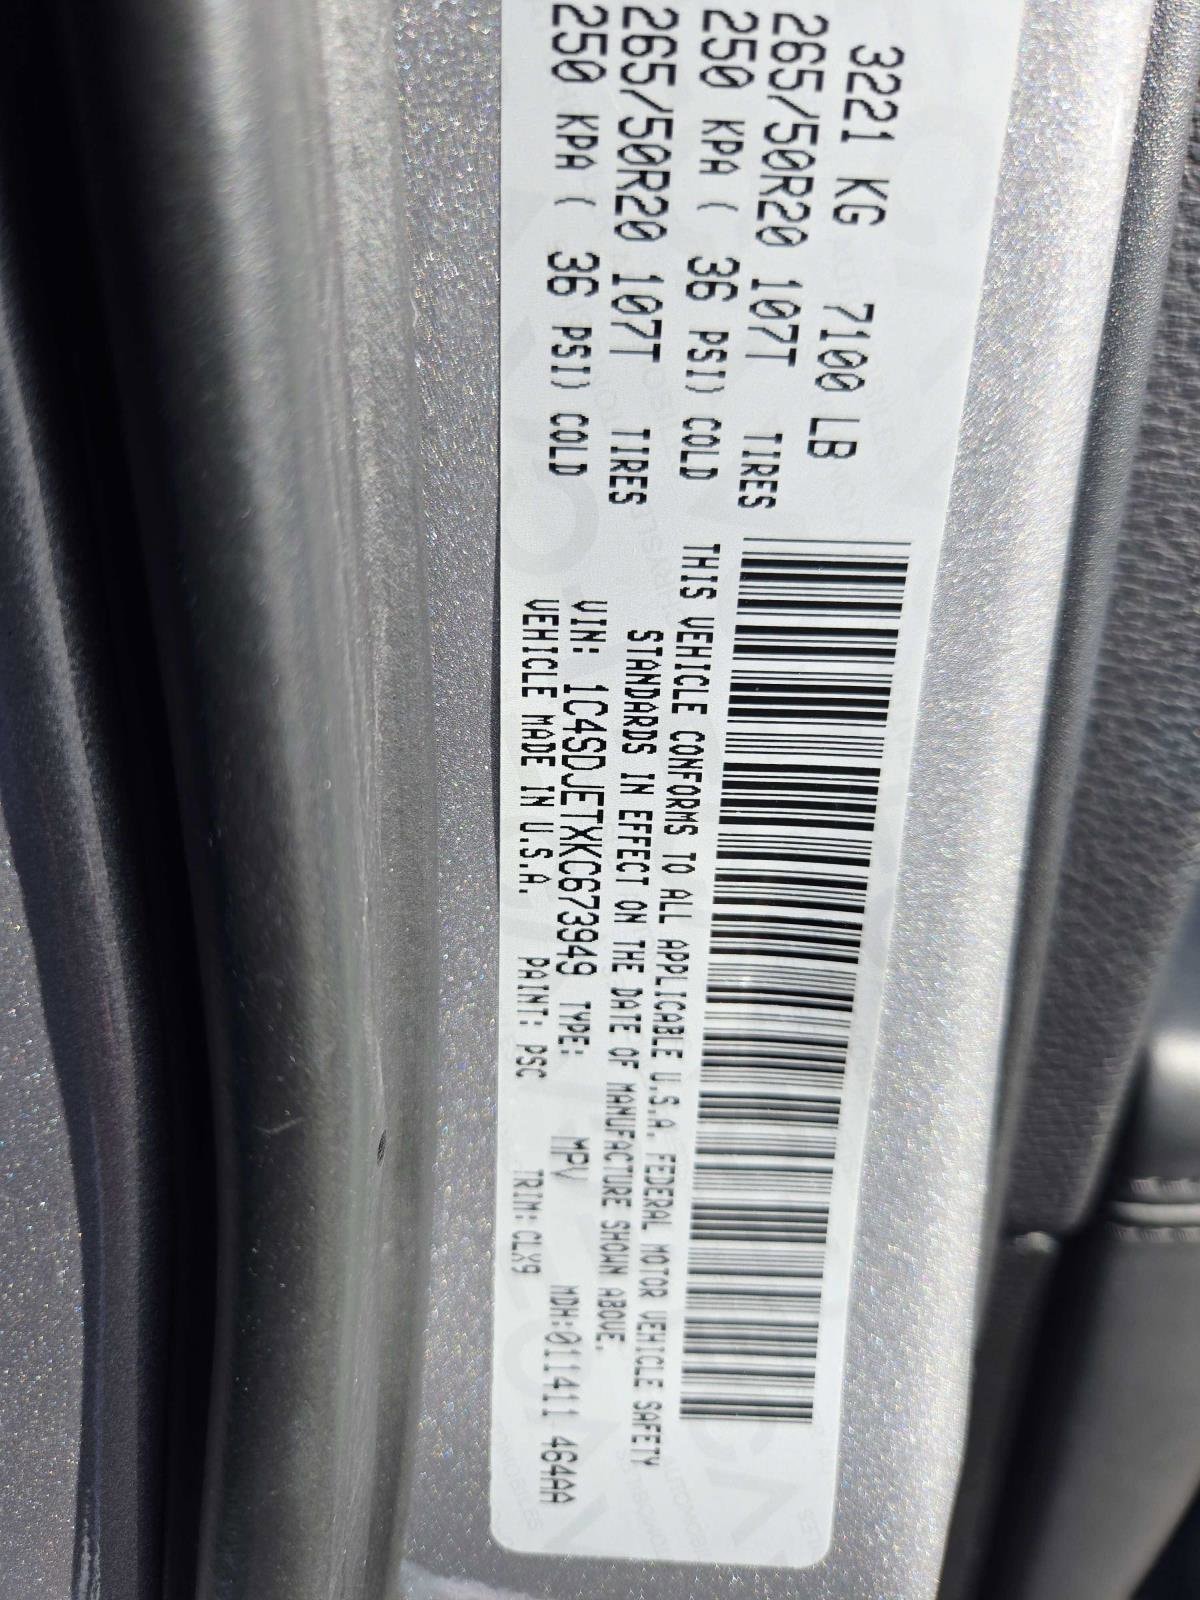 3221 KG 7100 LB
265/50R20 107T TIRES
250 KPA ( 36 PSI) COLD
265/50R20 107T TIRES
250 KPA ( 36 PSI) COLD
THIS VEHICLE CONFORMS TO ALL APPLICABLE U.S.A. FEDERAL MOTOR VEHICLE SAFETY
STANDARDS IN EFFECT ON THE DATE OF MANUFACTURE SHOWN ABOVE.
VIN: 1C4SDJETXKC673949 TYPE: MPV MDH:011411 464AA
VEHICLE MADE IN U.S.A. PAINT: PSC TRIM: CLX9